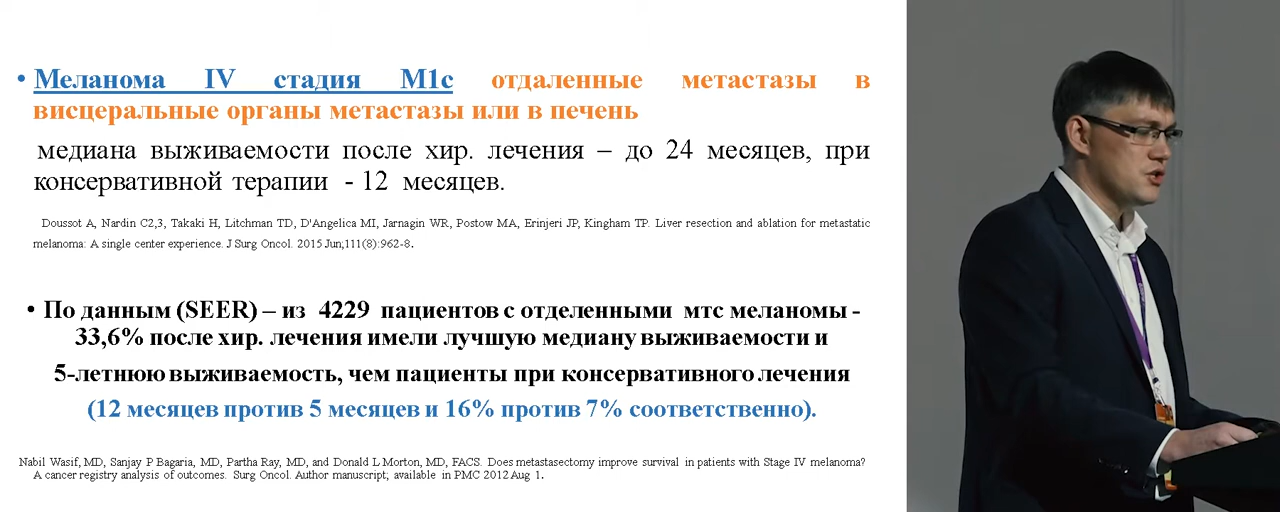 • Меланома IV стадия M1c отдаленные метастазы в
висцеральные органы метастазы или в печень
медиана выживаемости после хир. лечения – до 24 месяцев, при
консервативной терапии - 12 месяцев.
Doussot A, Nardin C2,3, Takaki H, Litchman TD, D'Angelica MI, Jarnagin WR, Postow MA, Erinjeri JP, Kingham TP. Liver resection and ablation for metastatic
melanoma: A single center experience. J Surg Oncol. 2015 Jun;111(8):962-8.
• По данным (SEER) – из 4229 пациентов с отделенными мтс меланомы -
33,6% после хир. лечения имели лучшую медиану выживаемости и
5-летнюю выживаемость, чем пациенты при консервативного лечения
(12 месяцев против 5 месяцев и 16% против 7% соответственно).
Nabil Wasif, MD, Sanjay P Bagaria, MD, Partha Ray, MD, and Donald L Morton, MD, FACS. Does metastasectomy improve survival in patients with Stage IV melanoma?
A cancer registry analysis of outcomes. Surg Oncol. Author manuscript; available in PMC 2012 Aug 1.